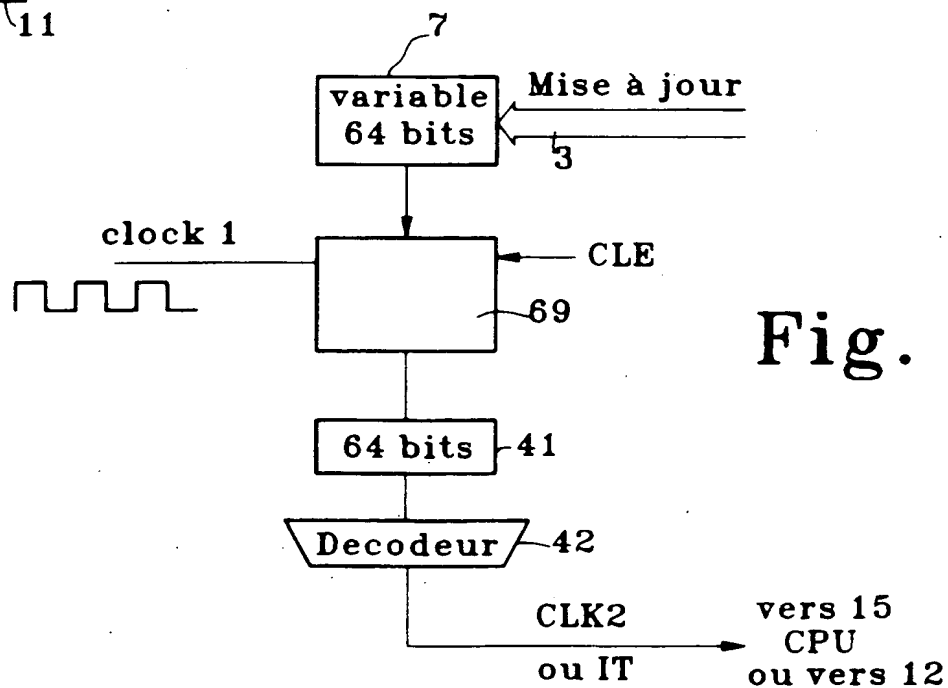 11
7
variable
64 bits
Mise à jour
3
clock 1
CLE
69
Fig.
64 bits
41
Decodeur
42
CLK2
ou IT
vers 15
CPU
ou vers 12